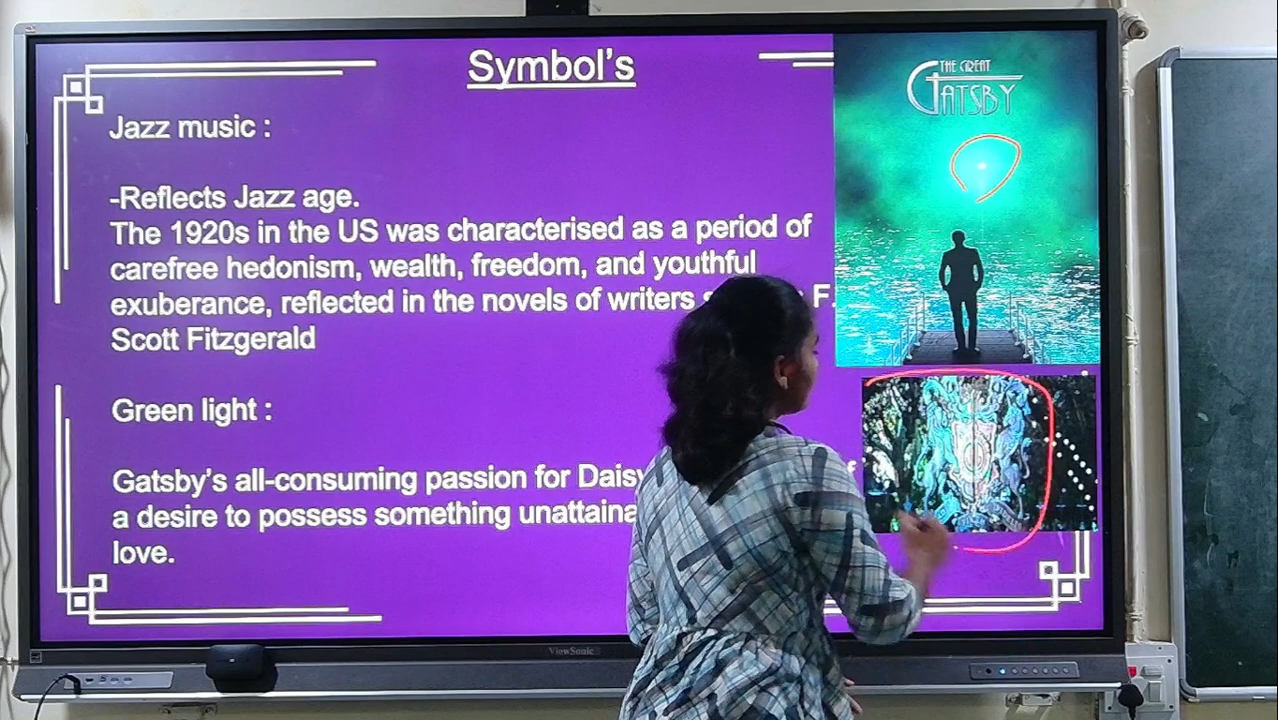 Symbol's
THE GREAT
GATSBY
Jazz music :
-Reflects Jazz age.
The 1920s in the US was characterised as a period of
carefree hedonism, wealth, freedom, and youthful
exuberance, reflected in the novels of writers F.
Scott Fitzgerald
Green light :
Gatsby's all-consuming passion for
a desire to possess something
love.
ViewSonic